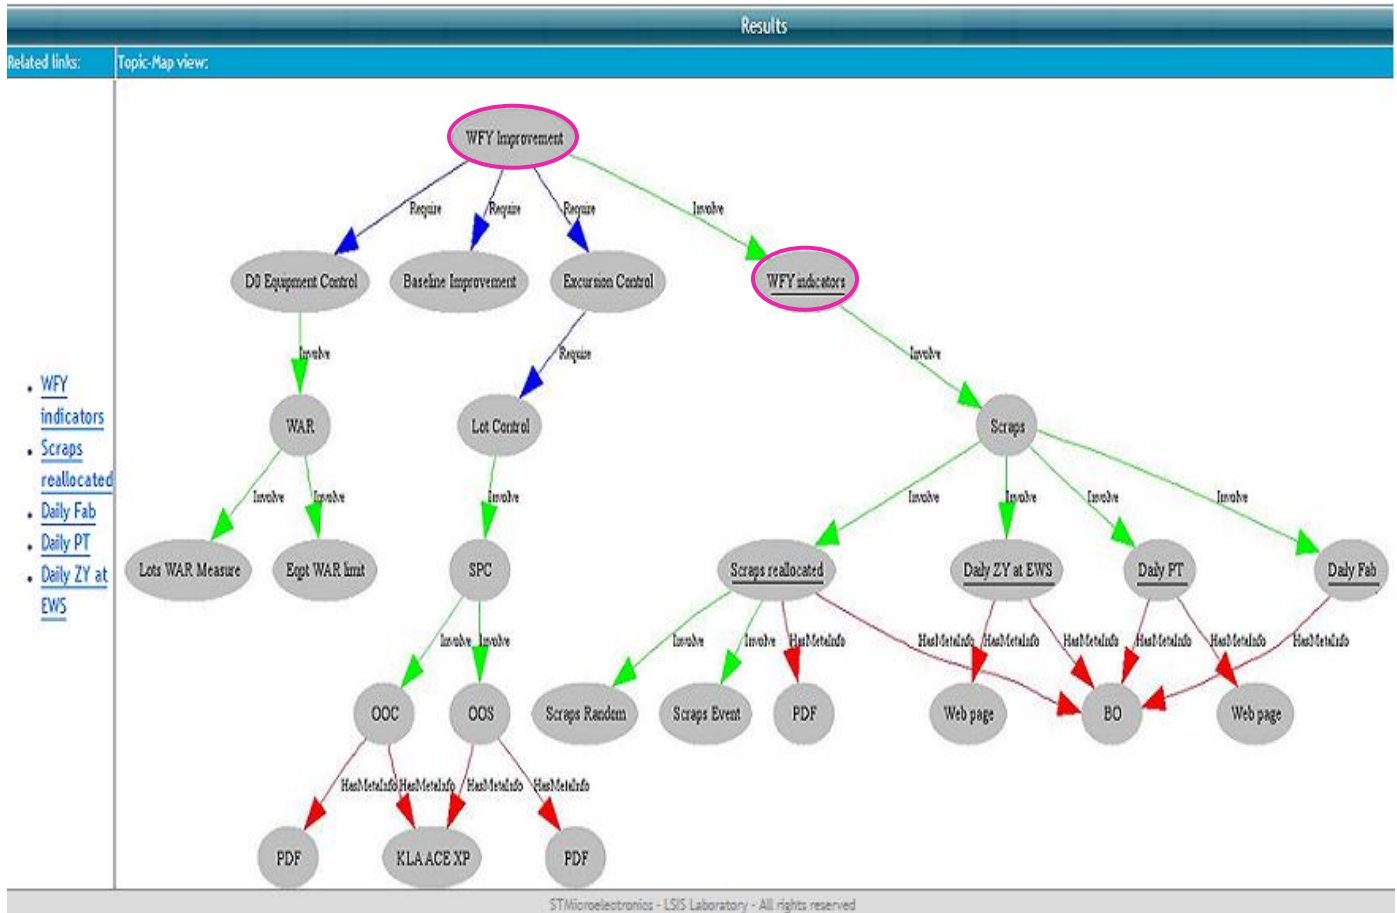 Results
Related links:
Topic-Map view:
WFY Improvement
Require
Require
Require
Involve
D0 Equipment Control
Baseline Improvement
Excursion Control
WFY indicators
Involve
Require
Involve
WFY
indicators
Scraps
reallocated
Daily Fab
Daily PT
Daily ZY at
EWS
WAR
Lot Control
Scraps
Involve
Involve
Involve
Involve
Involve
Involve
Involve
Lots WAR Measure
Eqpt WAR limit
SPC
Scraps reallocated
Daily ZY at EWS
Daily PT
Daily Fab
Involve
Involve
Involve
Involve
HasMetaInfo
HasMetaInfo
HasMetaInfo
HasMetaInfo
HasMetaInfo
HasMetaInfo
OOC
OOS
Scraps Random
Scraps Event
PDF
Web page
BO
Web page
HasMetaInfo
HasMetaInfo
HasMetaInfo
HasMetaInfo
PDF
KLA ACE XP
PDF
STMicroelectronics - LSIS Laboratory - All rights reserved